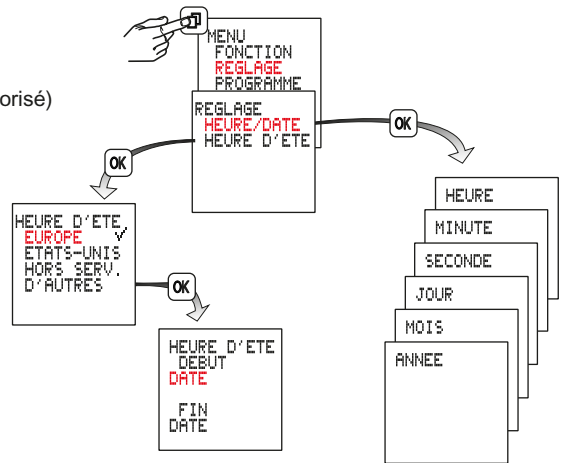 MENU
FONCTION
REGLAGE
PROGRAMME
orisé)
REGLAGE
HEURE/DATE
HEURE D'ETE
OK
OK
HEURE D'ETE
EUROPE
ETATS-UNIS
HORS SERV.
D'AUTRES
OK
HEURE D'ETE
DEBUT
DATE
FIN
DATE
HEURE
MINUTE
SECONDE
JOUR
MOIS
ANNEE